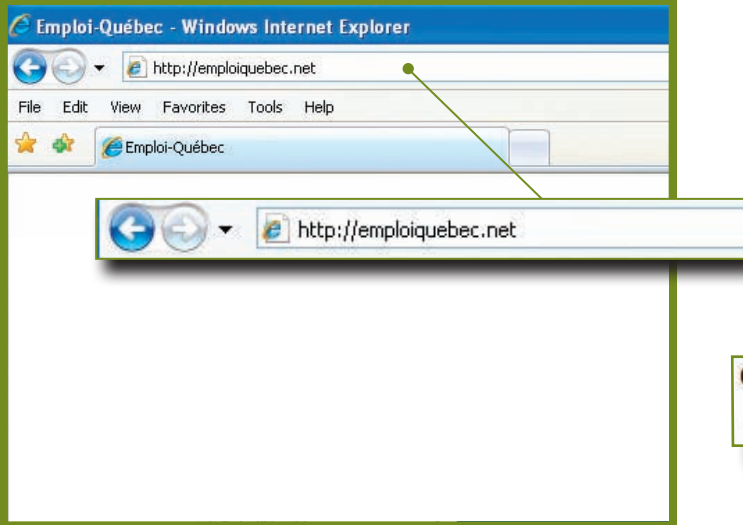 Emploi-Québec - Windows Internet Explorer
http://emploiquebec.net
File Edit View Favorites Tools Help
Emploi-Québec
http://emploiquebec.net